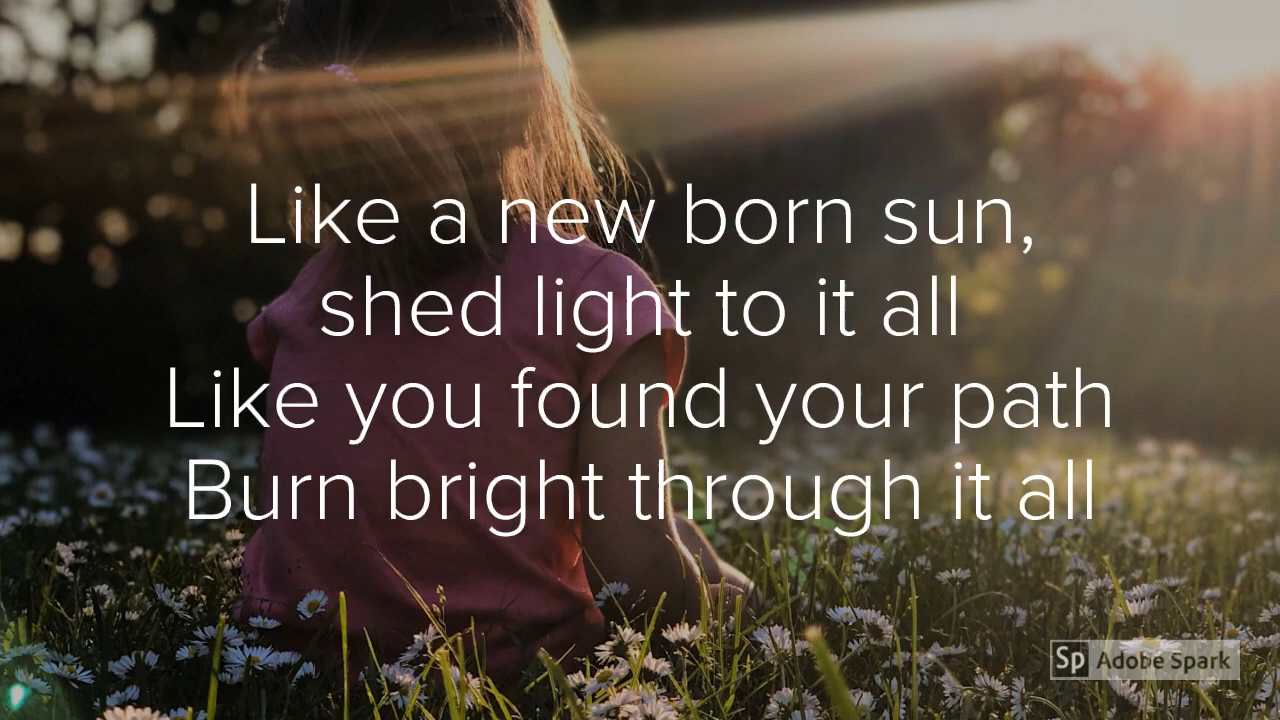 Like a new born sun,
shed light to it all
Like you found your path
Burn bright through it all
Sp Adobe Spark